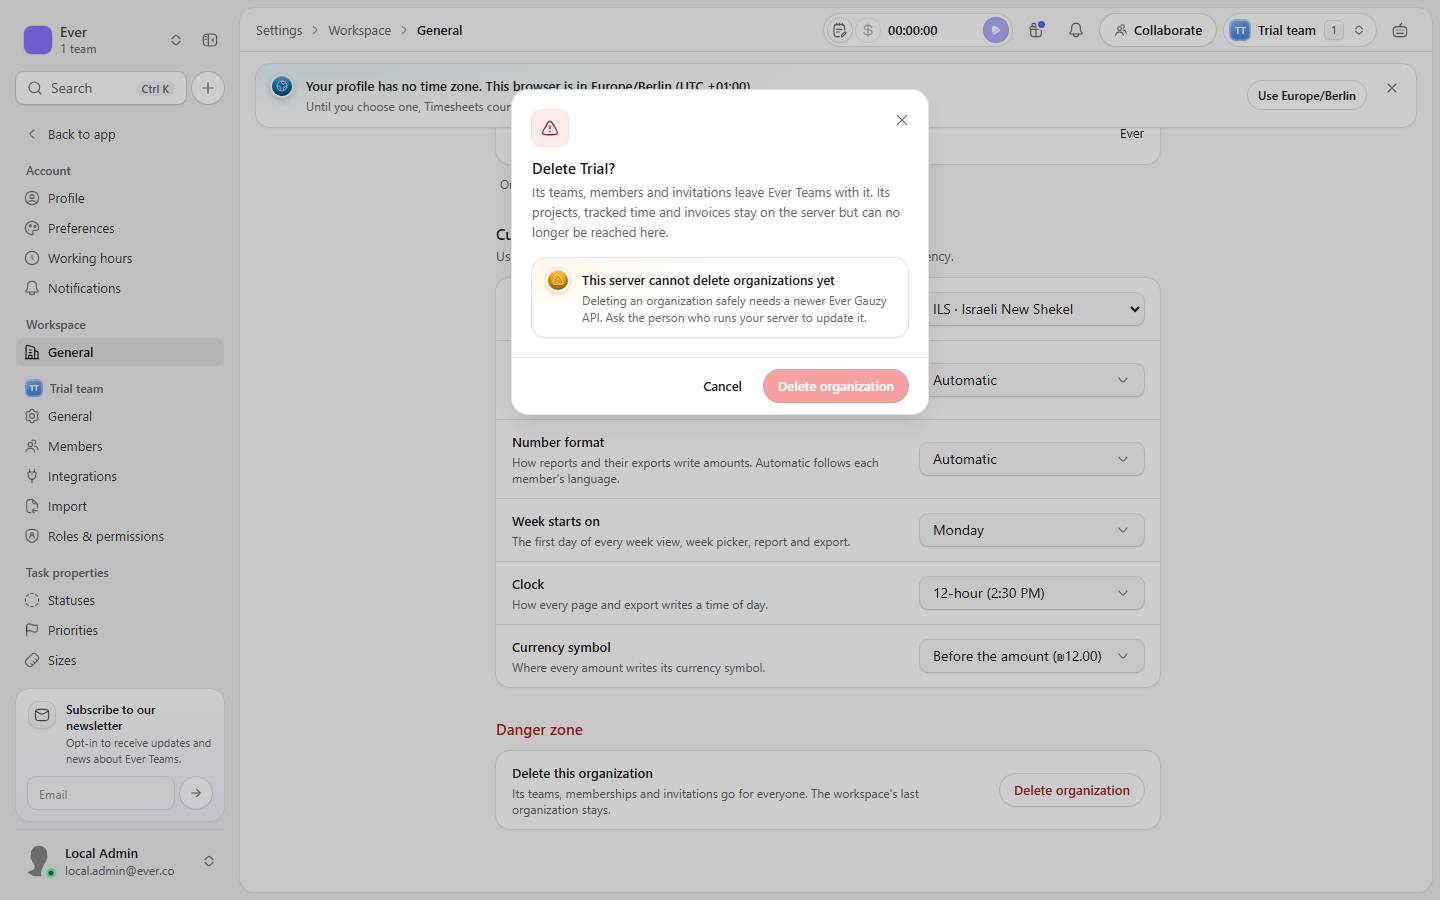 Ever
1 team
Search
Ctrl K
Back to app
Account
Profile
Preferences
Working hours
Notifications
Workspace
General
TT Trial team
General
Members
Integrations
Import
Roles & permissions
Task properties
Statuses
Priorities
Sizes
Subscribe to our
newsletter
Opt-in to receive updates and
news about Ever Teams.
Email
Local Admin
local.admin@ever.co
Settings > Workspace > General
00:00:00
Collaborate
TT Trial team 1
Your profile has no time zone. This browser is in Europe/Berlin (UTC +01:00)
Until you choose one, Timesheets
Use Europe/Berlin
Ever
Delete Trial?
Its teams, members and invitations leave Ever Teams with it. Its
projects, tracked time and invoices stay on the server but can no
longer be reached here.
This server cannot delete organizations yet
Deleting an organization safely needs a newer Ever Gauzy
API. Ask the person who runs your server to update it.
Cancel
Delete organization
ILS · Israeli New Shekel
Automatic
Number format
How reports and their exports write amounts. Automatic follows each
member's language.
Automatic
Week starts on
The first day of every week view, week picker, report and export.
Monday
Clock
How every page and export writes a time of day.
12-hour (2:30 PM)
Currency symbol
Where every amount writes its currency symbol.
Before the amount (₪12.00)
Danger zone
Delete this organization
Its teams, memberships and invitations go for everyone. The workspace's last
organization stays.
Delete organization